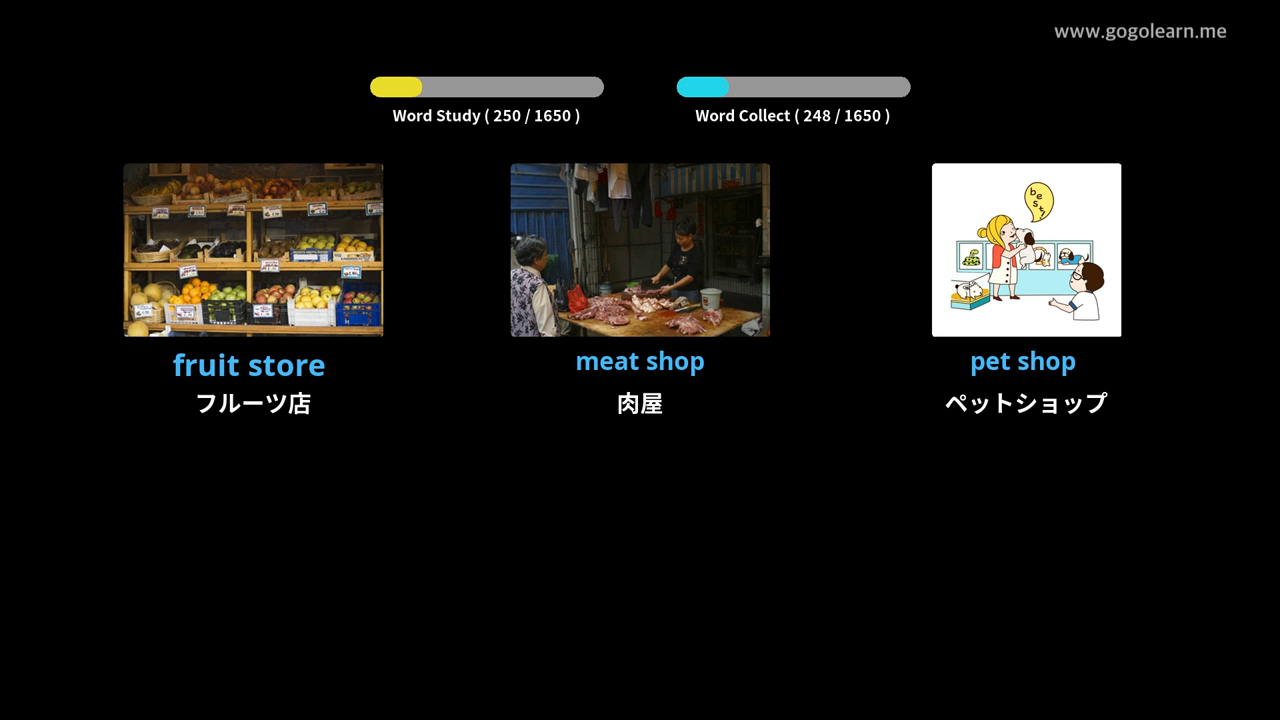 www.gogolearn.me
Word Study ( 250 / 1650 )
Word Collect ( 248 / 1650 )
best
fruit store
meat shop
pet shop
フルーツ店
肉屋
ペットショップ